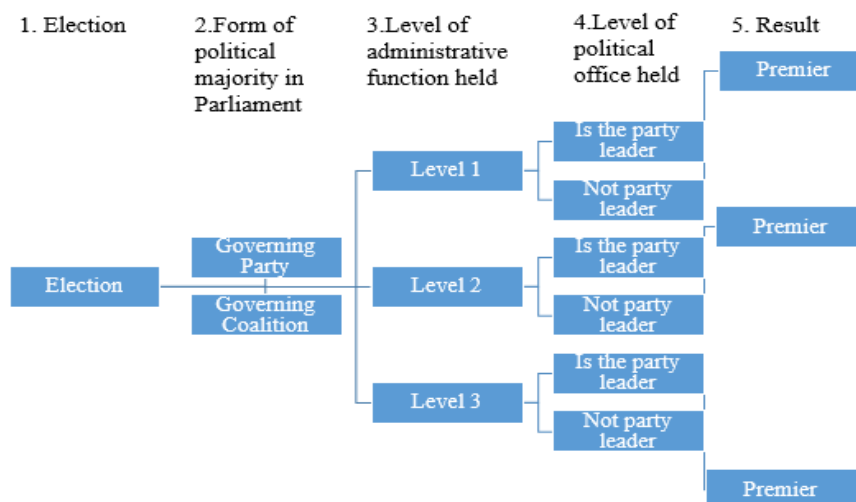 1. Election
2.Form of
political
majority in
Parliament
3.Level of
administrative
function held
4.Level of
political
office held
5. Result
Election
Governing
Party
Governing
Coalition
Level 1
Level 2
Level 3
Is the party
leader
Not party
leader
Is the party
leader
Not party
leader
Is the party
leader
Not party
leader
Premier
Premier
Premier